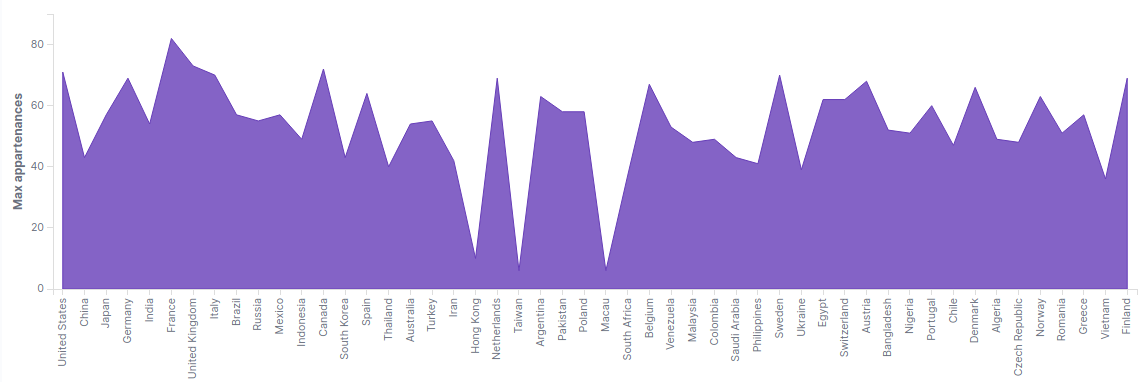 Max appartenances
80
60
40
20
0
United States
China
Japan
Germany
India
France
United Kingdom
Italy
Brazil
Russia
Mexico
Indonesia
Canada
South Korea
Spain
Thailand
Australia
Turkey
Iran
Hong Kong
Netherlands
Taiwan
Argentina
Pakistan
Poland
Macau
South Africa
Belgium
Venezuela
Malaysia
Colombia
Saudi Arabia
Philippines
Sweden
Ukraine
Egypt
Switzerland
Austria
Bangladesh
Nigeria
Portugal
Chile
Denmark
Algeria
Czech Republic
Norway
Romania
Greece
Vietnam
Finland